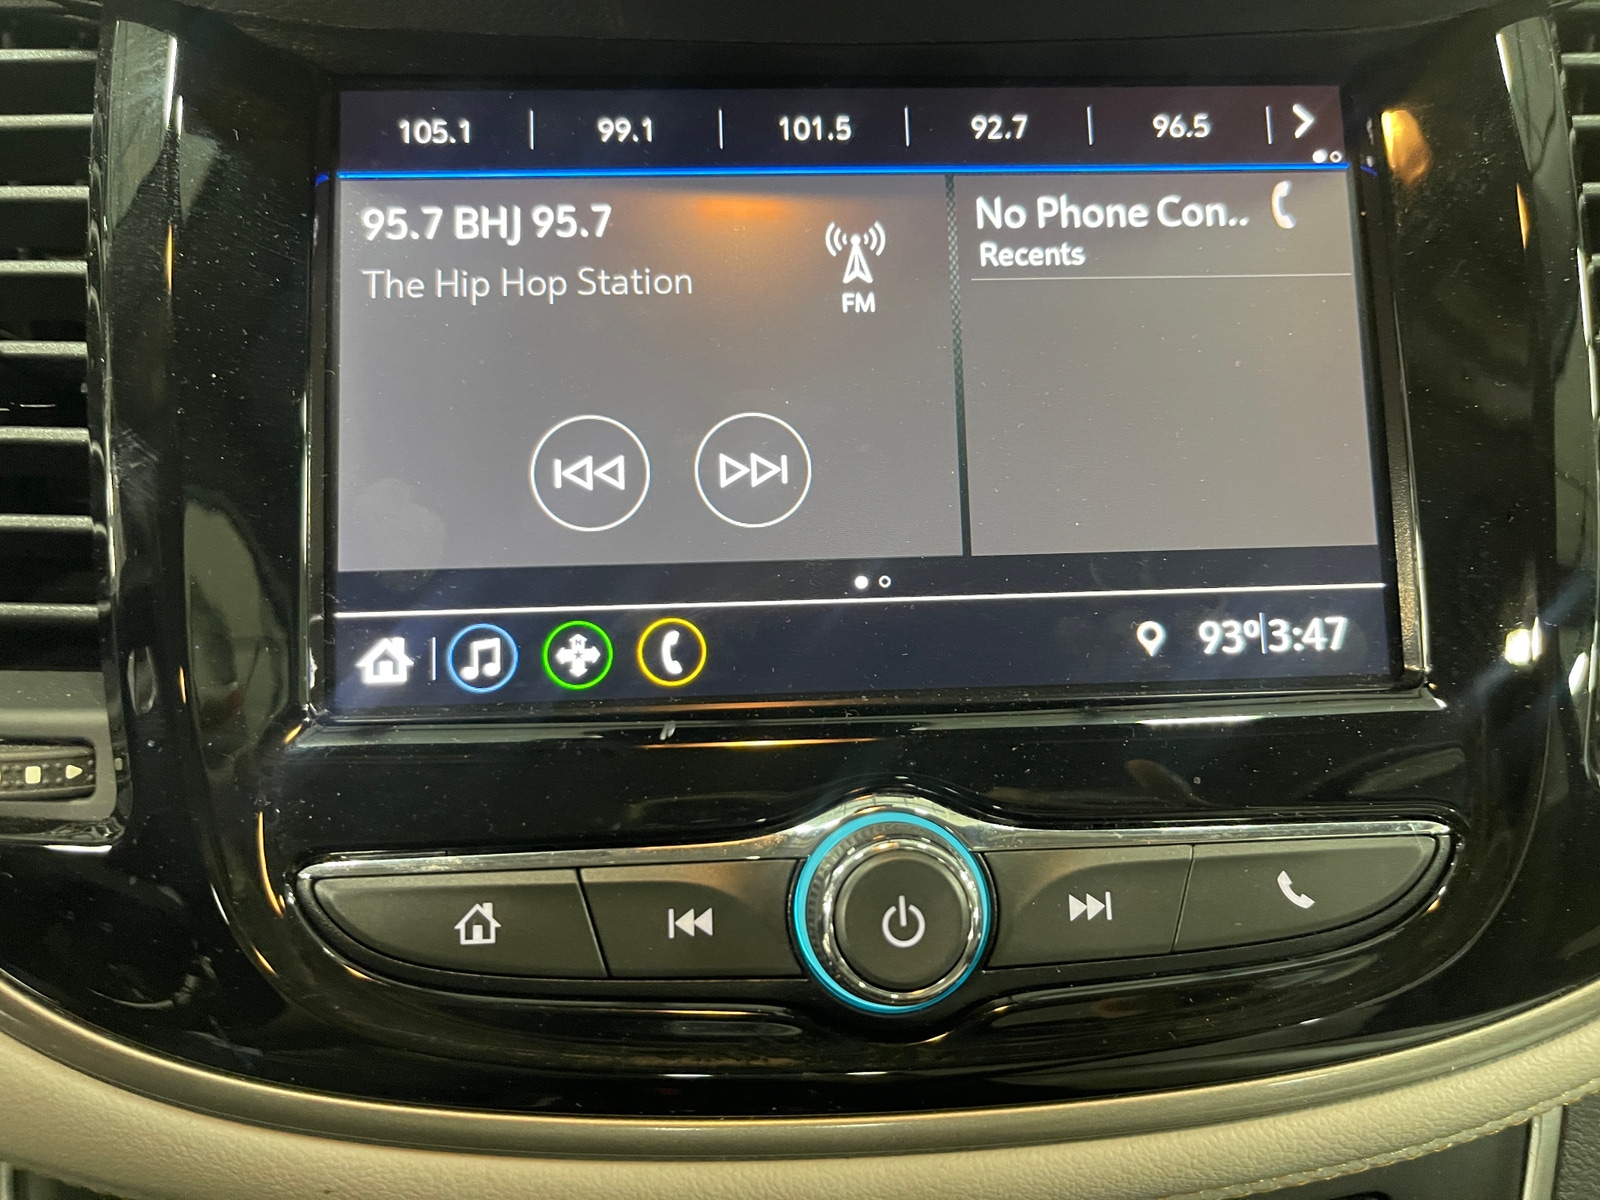 105.1 | 99.1 | 101.5 | 92.7 | 96.5
95.7 BHJ 95.7
The Hip Hop Station
FM
No Phone Con..
Recents
N
93º|3:47